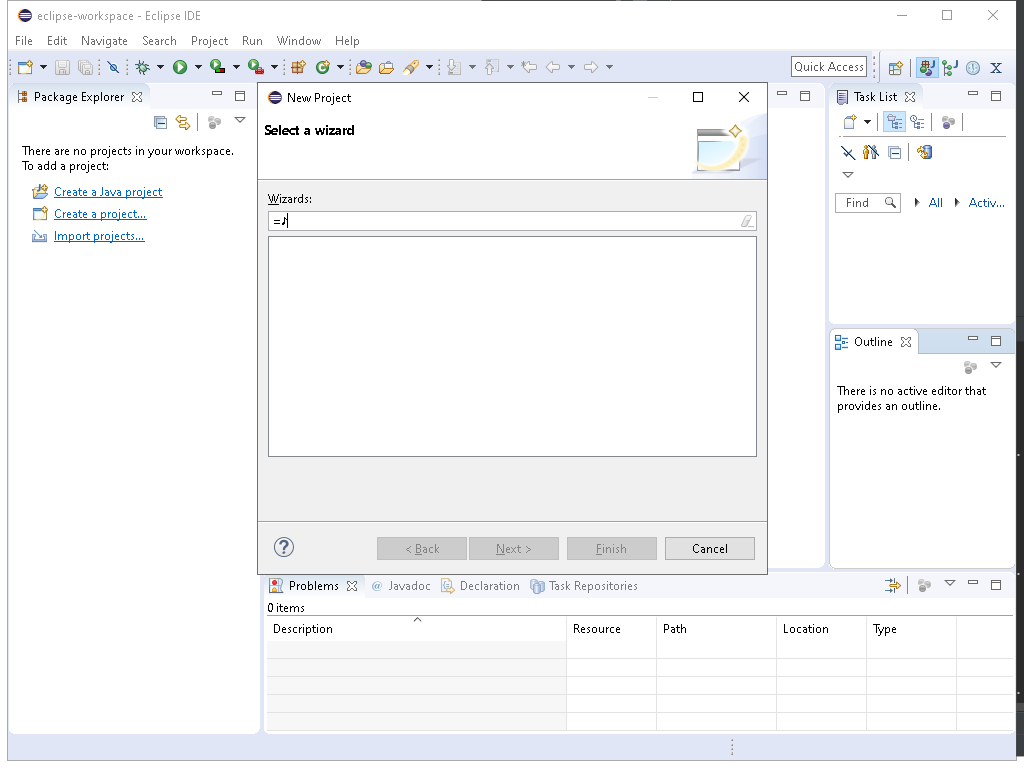 eclipse-workspace - Eclipse IDE
File Edit Navigate Search Project Run Window Help
Quick Access
Package Explorer
There are no projects in your workspace.
To add a project:
Create a Java project
Create a project...
Import projects...
New Project
Select a wizard
Wizards:
=♪
< Back Next > Finish Cancel
Task List
Find All Activ...
Outline
There is no active editor that
provides an outline.
Problems @ Javadoc Declaration Task Repositories
0 items
Description Resource Path Location Type